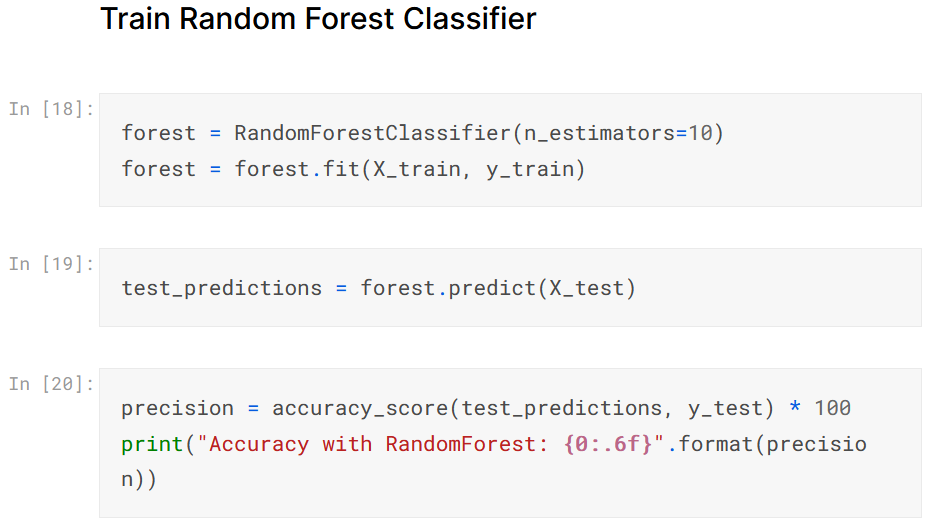 Train Random Forest Classifier
In [18]:
forest = RandomForestClassifier(n_estimators=10)
forest = forest.fit(X_train, y_train)
In [19]:
test_predictions = forest.predict(X_test)
In [20]:
precision = accuracy_score(test_predictions, y_test) * 100
print("Accuracy with RandomForest: {0:.6f}".format(precisio
n))